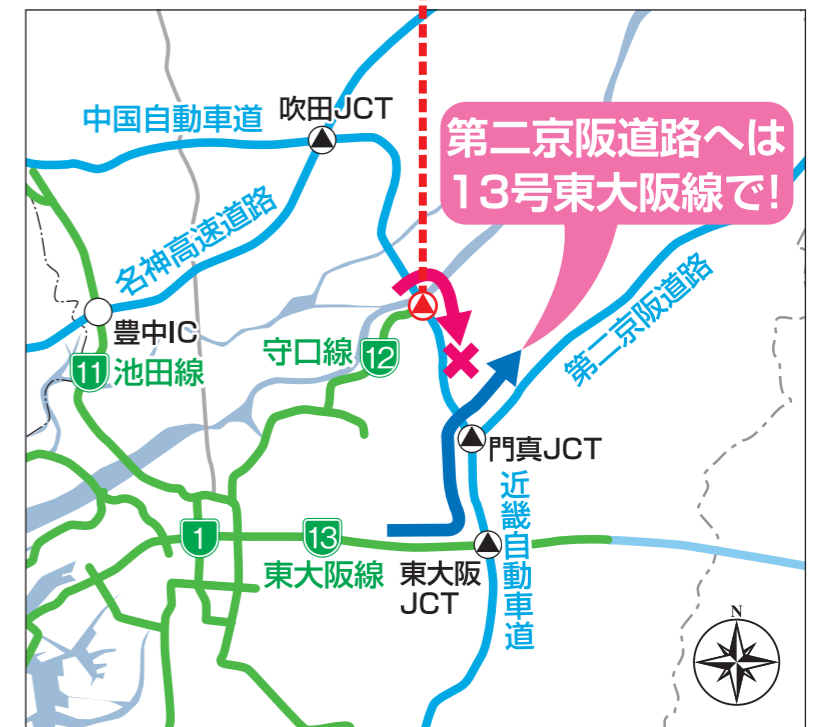 吹田JCT
中国自動車道
第二京阪道路へは
13号東大阪線で!
名神高速道路
第二京阪道路
豊中IC
守口線
12
11
池田線
門真JCT
近畿自動車道
1
13
東大阪線
東大阪
JCT
N